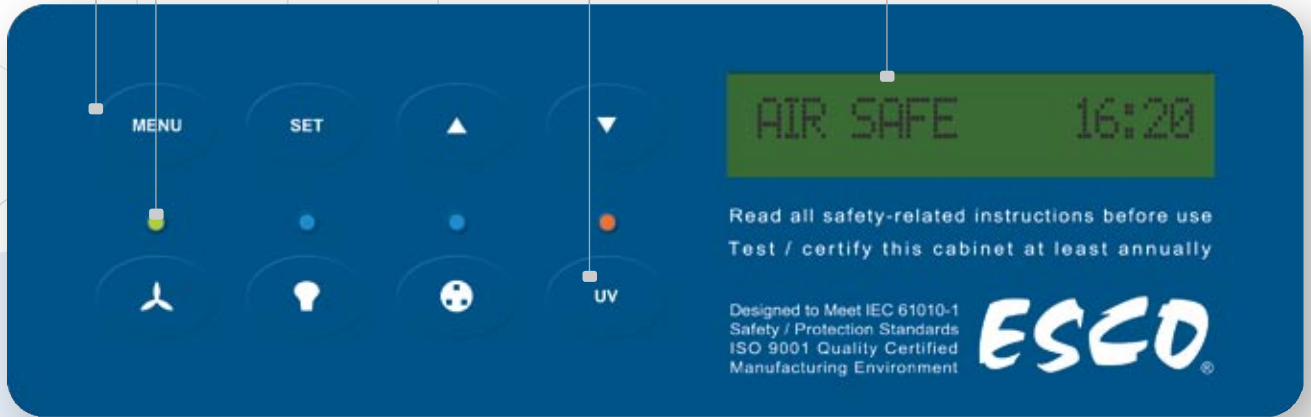 MENU
SET
▲
▼
UV
AIR SAFE 16:20
Read all safety-related instructions before use
Test / certify this cabinet at least annually
Designed to Meet IEC 61010-1
Safety / Protection Standards
ISO 9001 Quality Certified
Manufacturing Environment
ESCO®